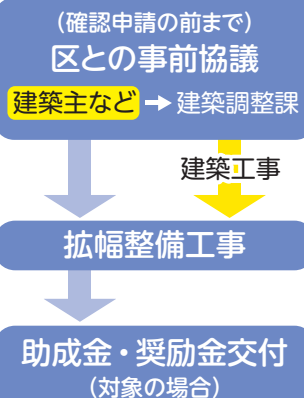 （確認申請の前まで）
区との事前協議
建築主など→建築調整課
建築工事
拡幅整備工事
助成金・奨励金交付
（対象の場合）